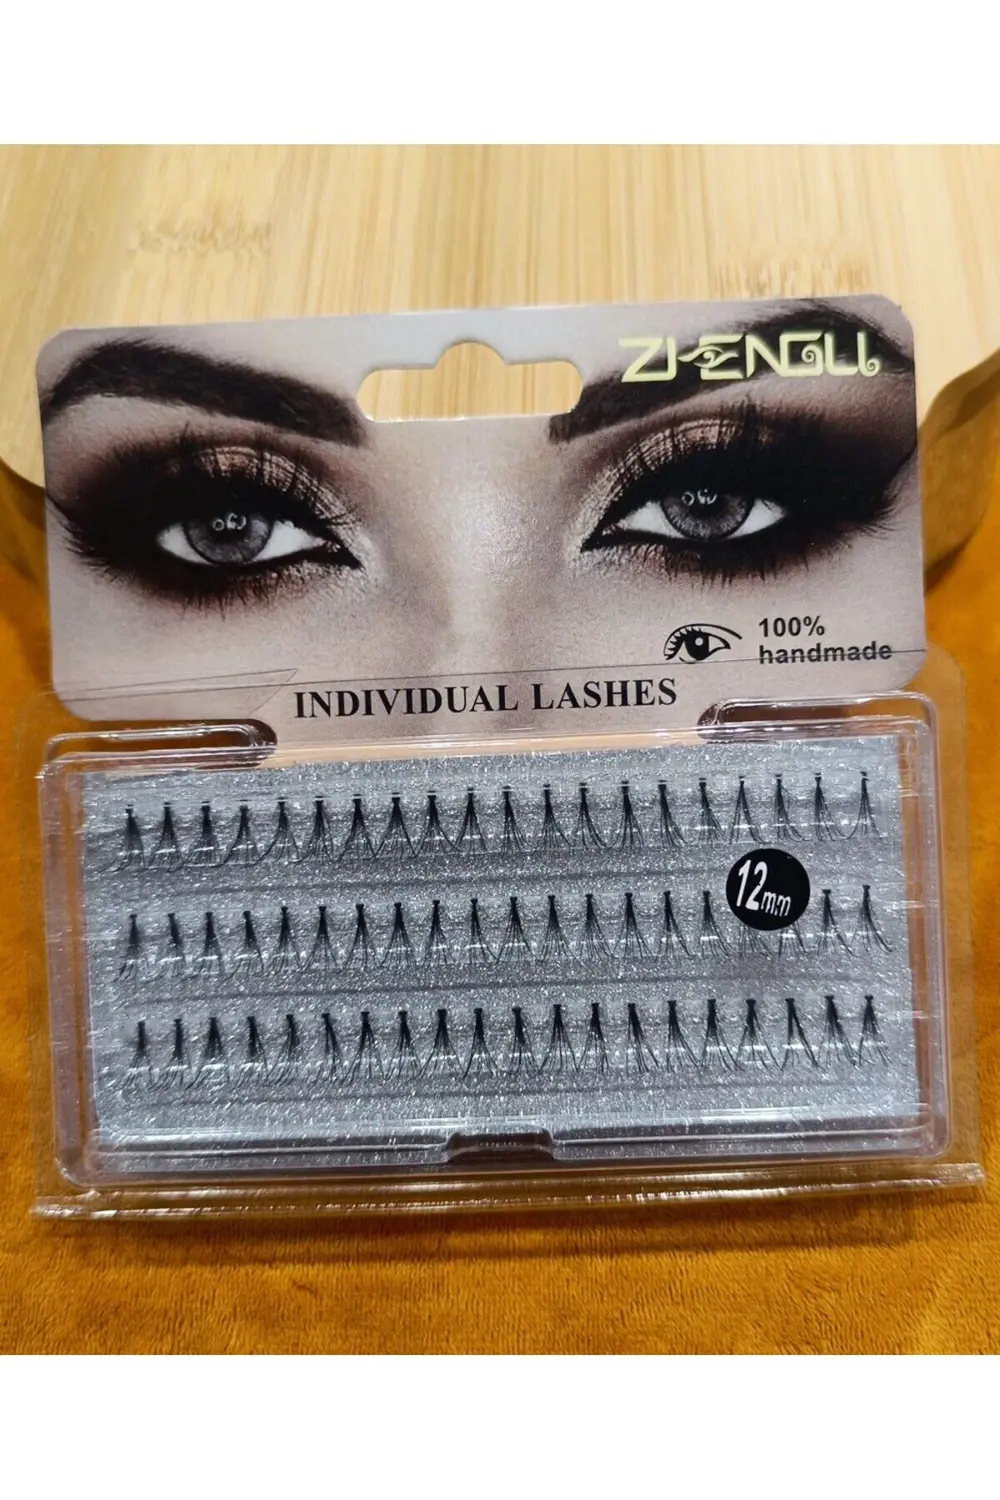 ZHENGLI
100%
handmade
INDIVIDUAL LASHES
12mm